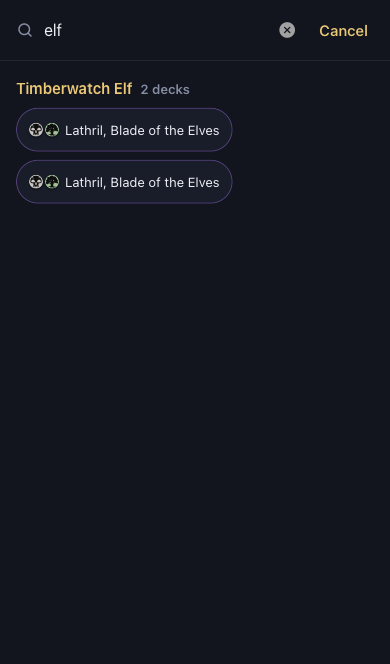 elf
Cancel
Timberwatch Elf 2 decks
Lathril, Blade of the Elves
Lathril, Blade of the Elves